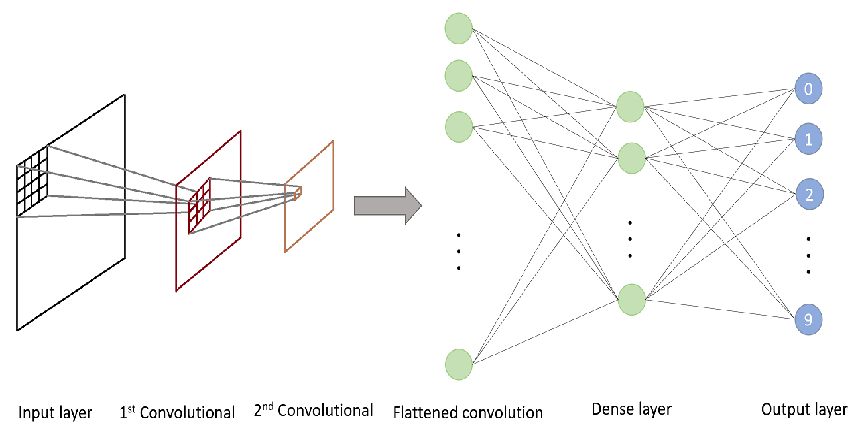 0
1
2
9
Input layer
1st Convolutional
2nd Convolutional
Flattened convolution
Dense layer
Output layer